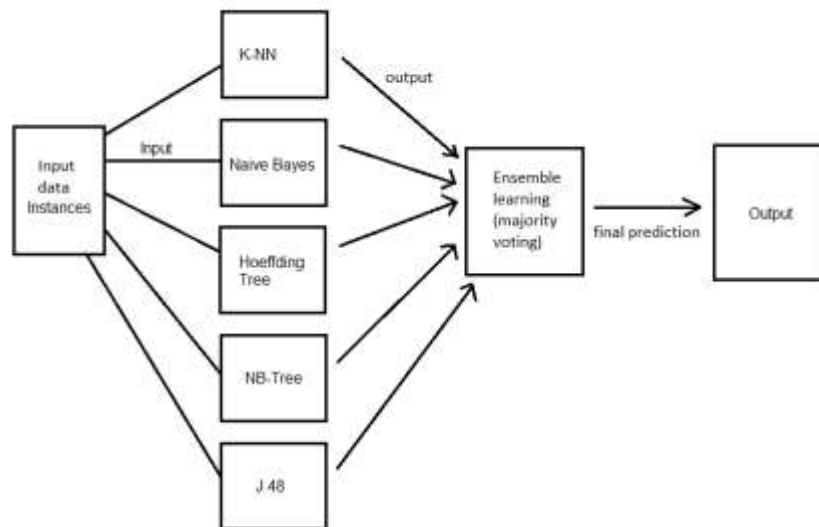 K-NN
output
Input
Naive Bayes
Input
data
Instances
Ensemble
learning
(majority
voting)
final prediction
Output
Hoeffding
Tree
NB-Tree
J 48